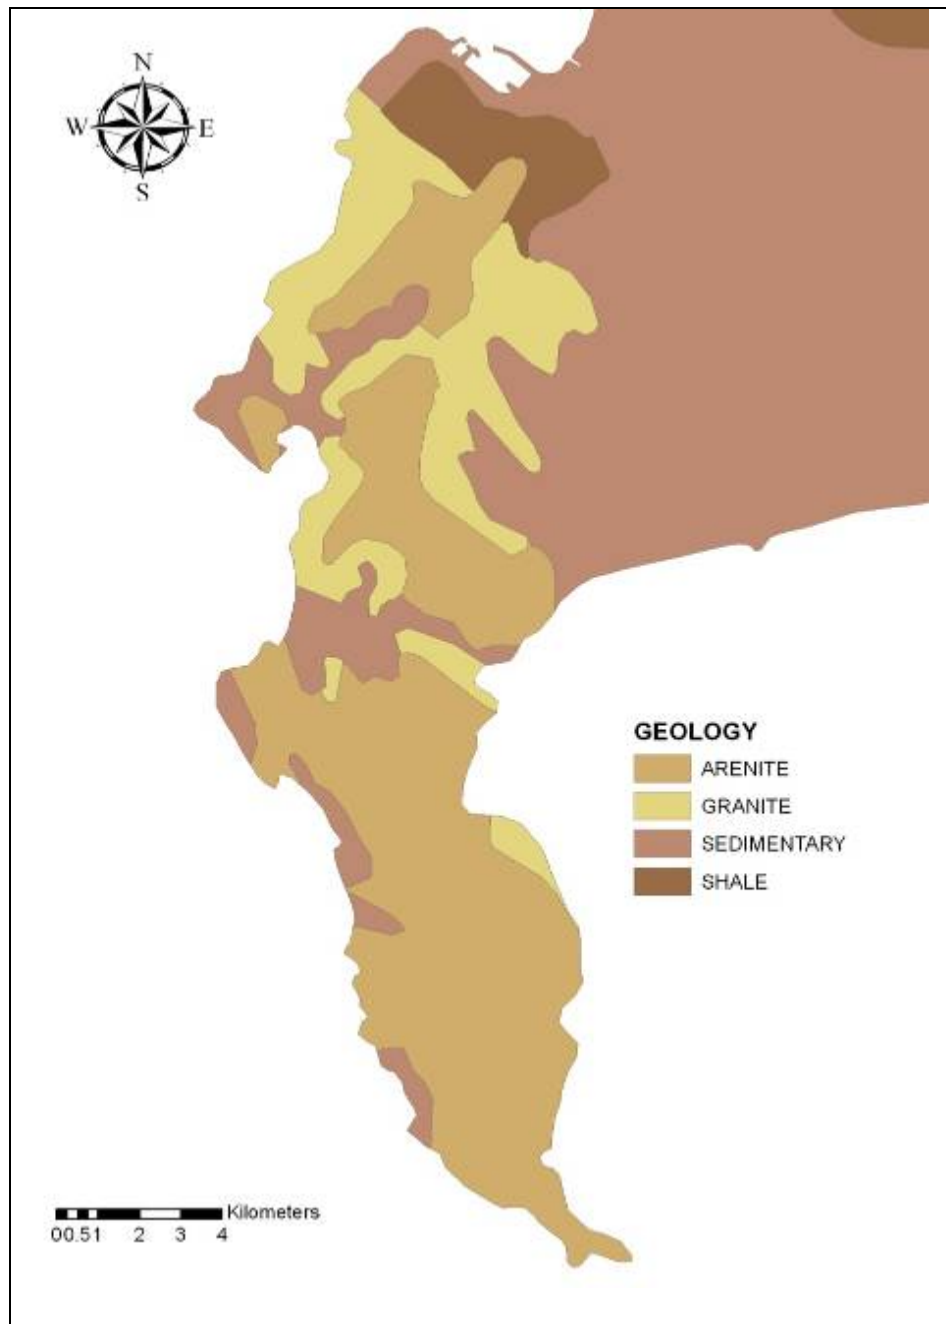 N
W E
S
GEOLOGY
ARENITE
GRANITE
SEDIMENTARY
SHALE
Kilometers
00.51 2 3 4